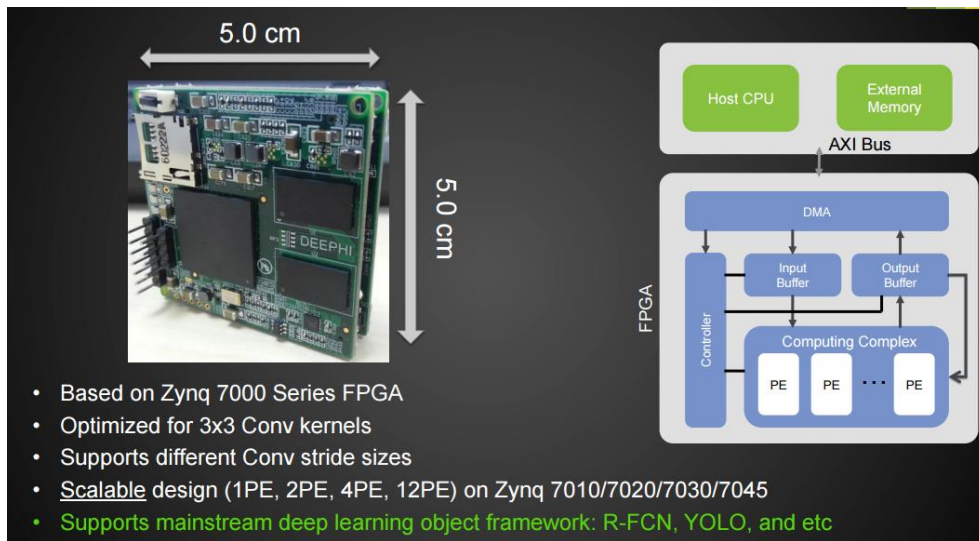 5.0 cm
5.0 cm
DEEPHI
• Based on Zynq 7000 Series FPGA
• Optimized for 3x3 Conv kernels
• Supports different Conv stride sizes
• Scalable design (1PE, 2PE, 4PE, 12PE) on Zynq 7010/7020/7030/7045
• Supports mainstream deep learning object framework: R-FCN, YOLO, and etc
Host CPU
External
Memory
AXI Bus
FPGA
DMA
Controller
Input
Buffer
Output
Buffer
Computing Complex
PE
PE
• • •
PE